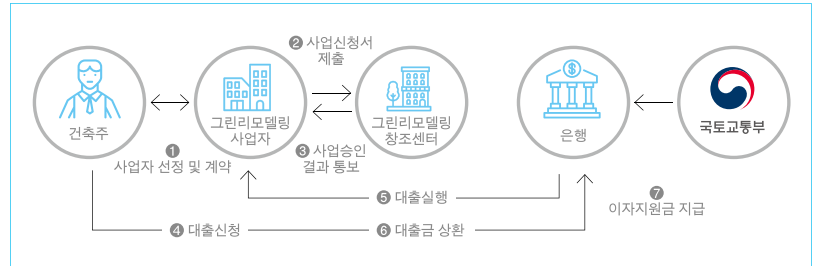 건축주
그린리모델링
사업자
❷ 사업신청서
제출
❸ 사업승인
결과 통보
그린리모델링
창조센터
$
은행
국토교통부
❶
사업자 선정 및 계약
❺ 대출실행
❼
이자지원금 지급
❹ 대출신청
❻ 대출금 상환